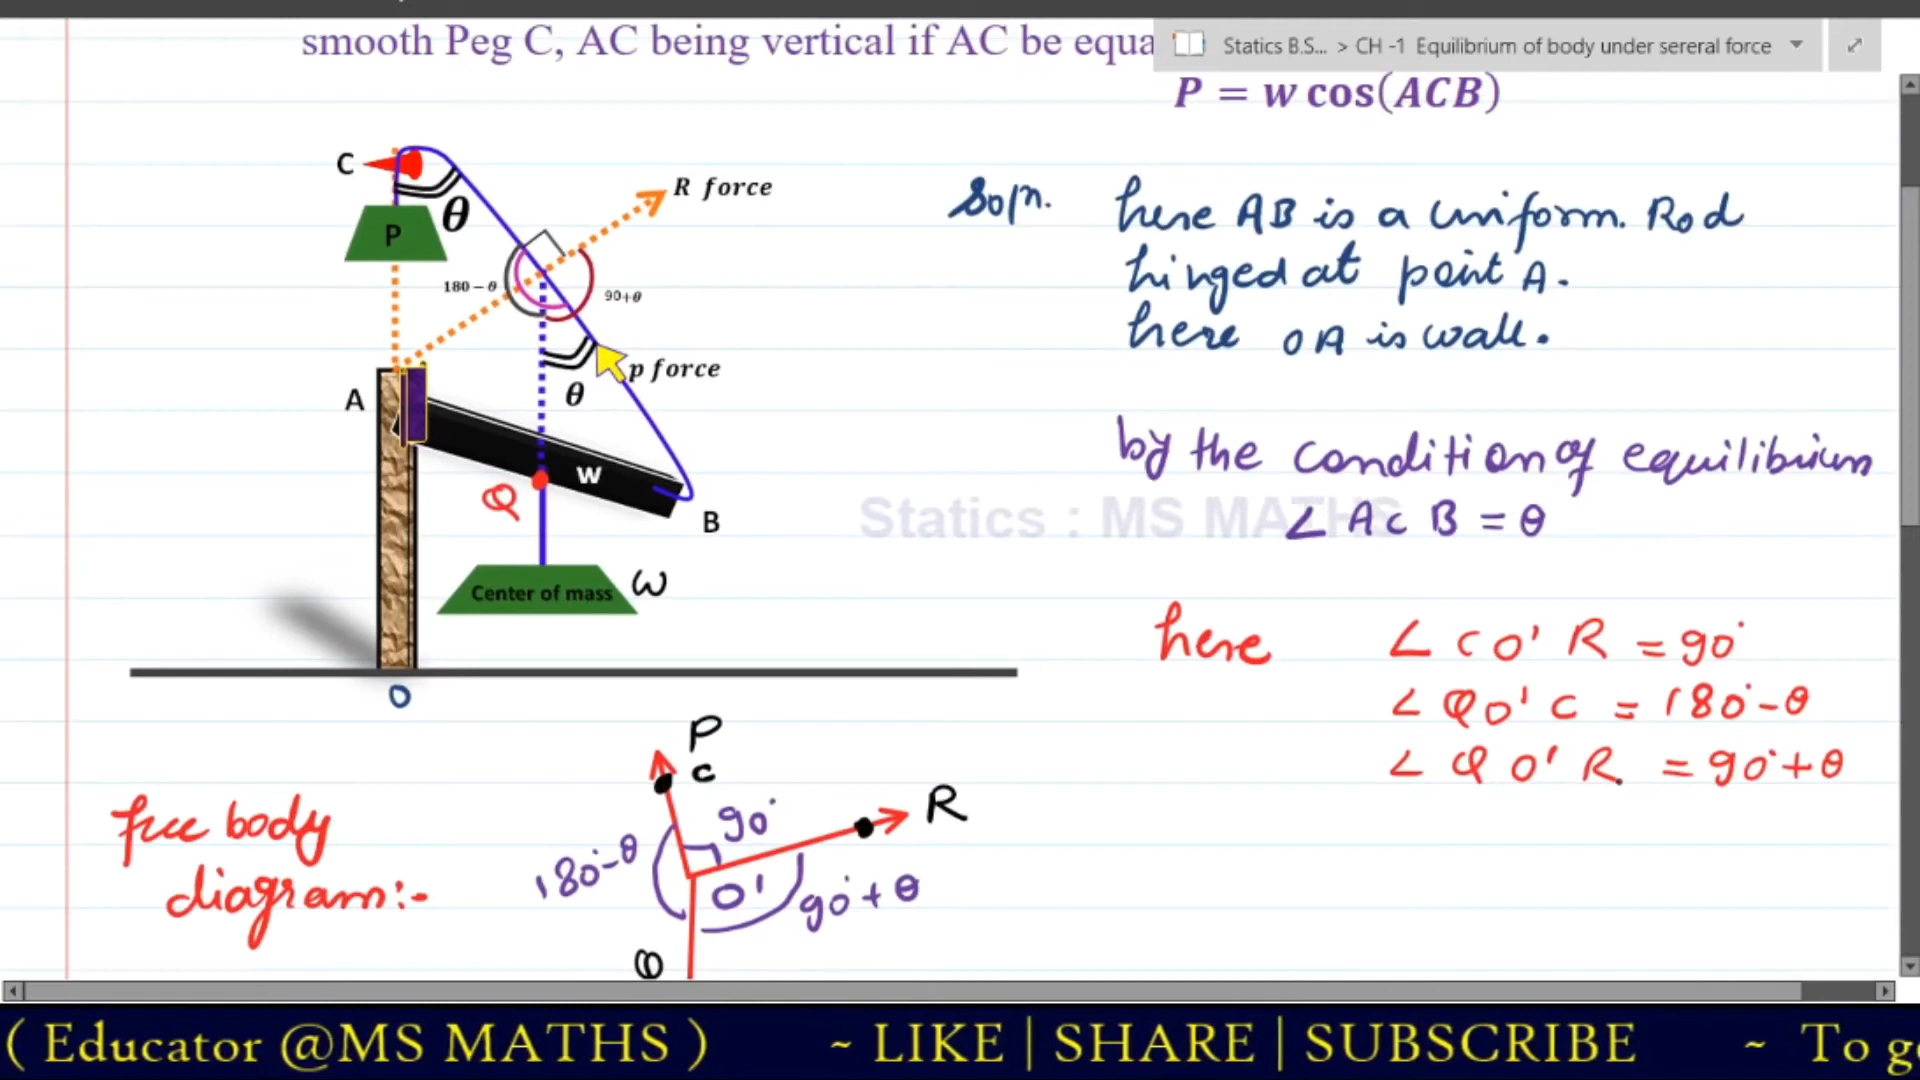 smooth Peg C, AC being vertical if AC be equa
Statics B.S... > CH -1 Equilibrium of body under sereral force
P = w cos(ACB)
C
P
θ
R force
180 − θ
90+θ
p force
θ
A
W
Q
B
Center of mass
ω
O
Soln.
here AB is a uniform. Rod
hinged at point A.
here OA is wall.
by the condition of equilibrium
∠ACB = θ
Statics : MS MATHS
here ∠CO'R = 90°
∠QO'C = 180°-θ
∠QO'R. = 90°+θ
free body
diagram:-
P
C
90°
R
180°-θ
O'
90°+θ
Q
( Educator @MS MATHS ) ~ LIKE | SHARE | SUBSCRIBE ~ To ge